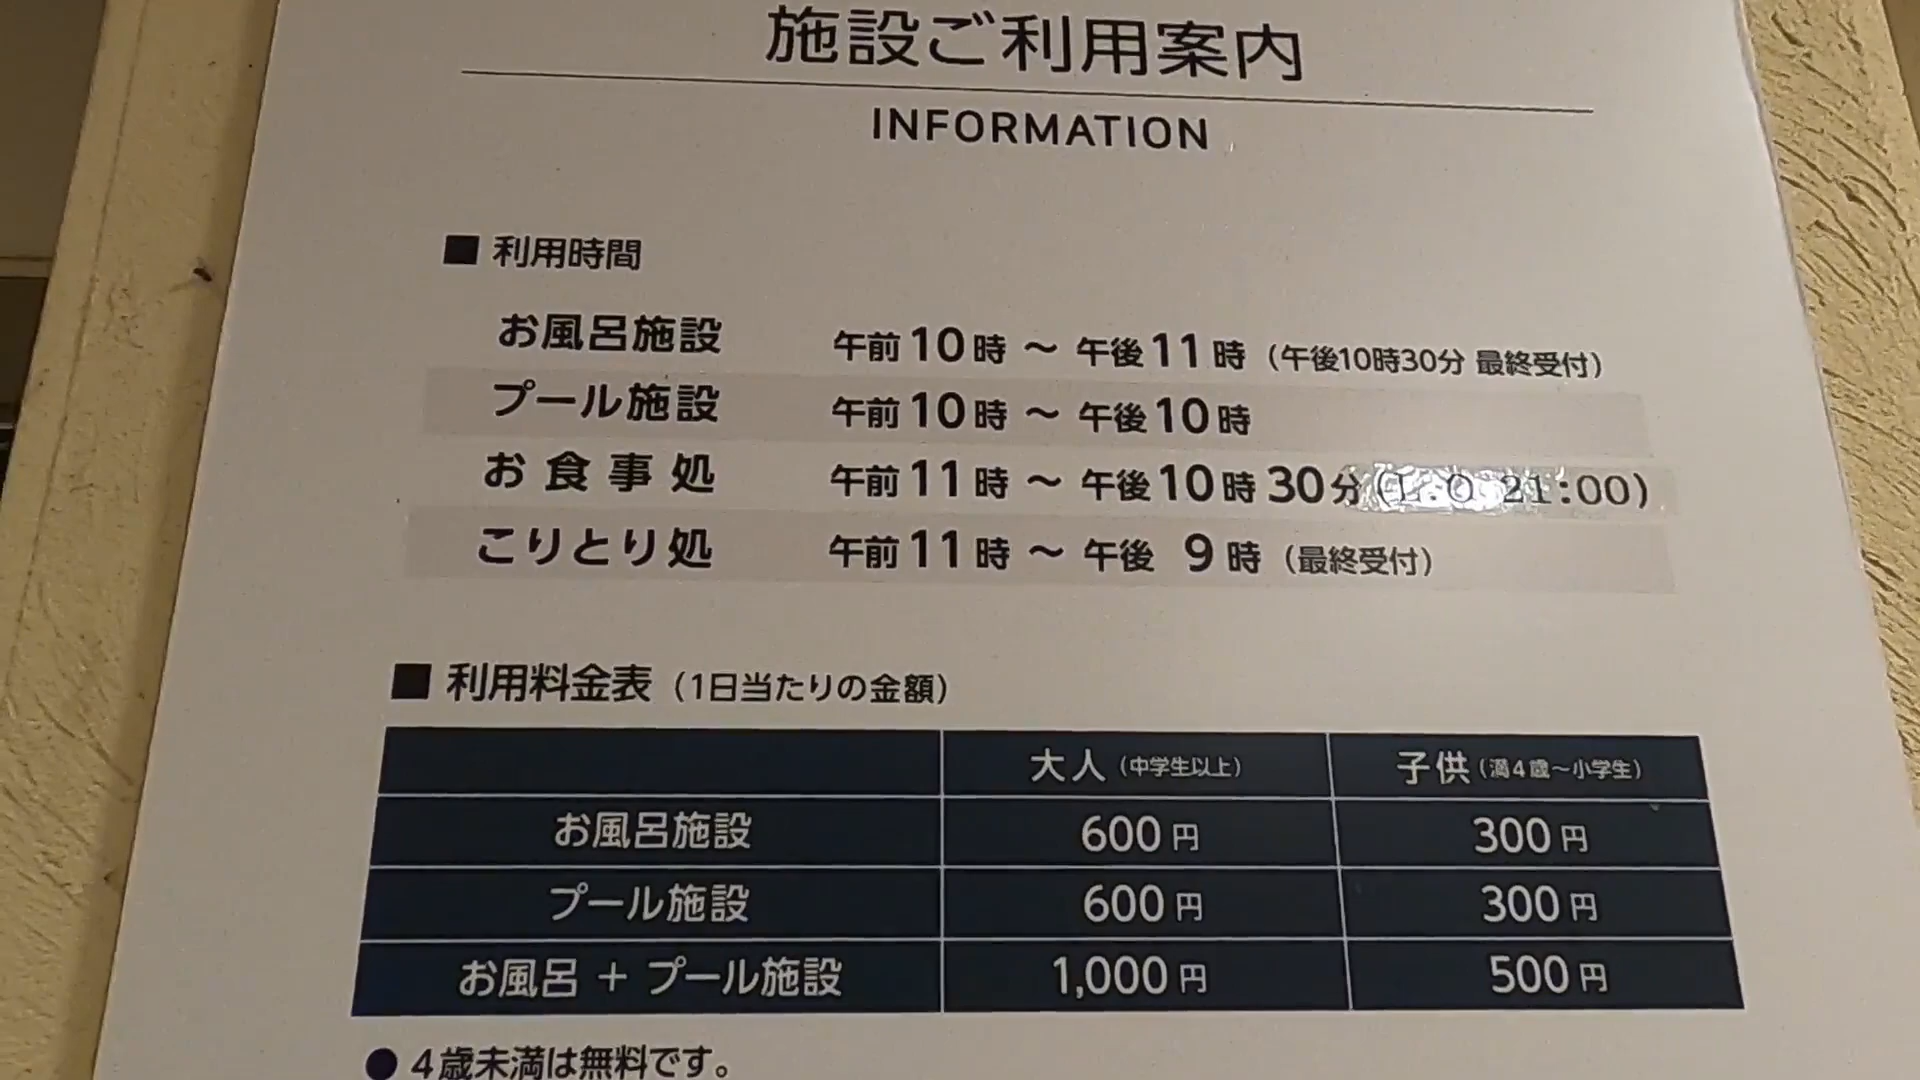 施設ご利用案内
INFORMATION
■ 利用時間
お風呂施設 午前10時 ～ 午後11時（午後10時30分 最終受付）
プール施設 午前10時 ～ 午後10時
お食事処 午前11時 ～ 午後10時30分(L.O 21:00)
こりとり処 午前11時 ～ 午後 9時（最終受付）
■ 利用料金表（1日当たりの金額）
大人（中学生以上） 子供（満4歳～小学生）
お風呂施設 600円 300円
プール施設 600円 300円
お風呂 + プール施設 1,000円 500円
● 4歳未満は無料です。